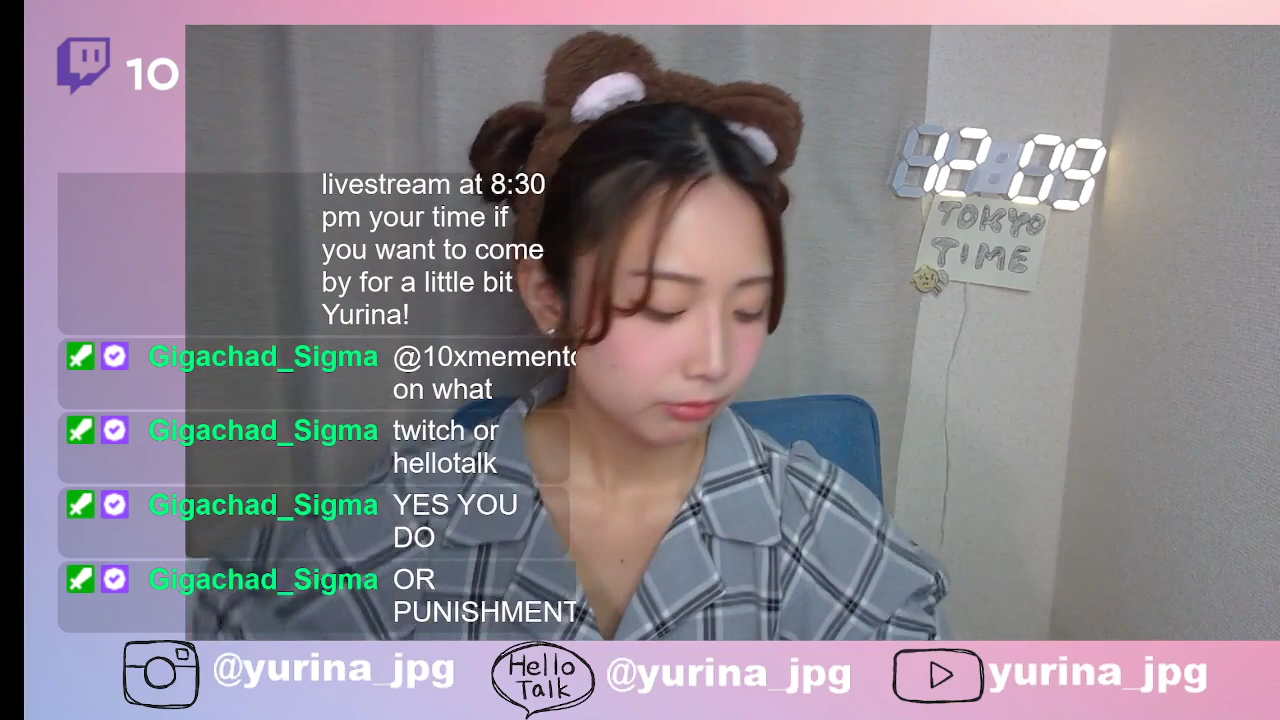 10
12:09
TOKYO
TIME
livestream at 8:30
pm your time if
you want to come
by for a little bit
Yurina!
Gigachad_Sigma @10xmemento
on what
Gigachad_Sigma twitch or
hellotalk
Gigachad_Sigma YES YOU
DO
Gigachad_Sigma OR
PUNISHMENT
@yurina_jpg Hello Talk @yurina_jpg yurina_jpg